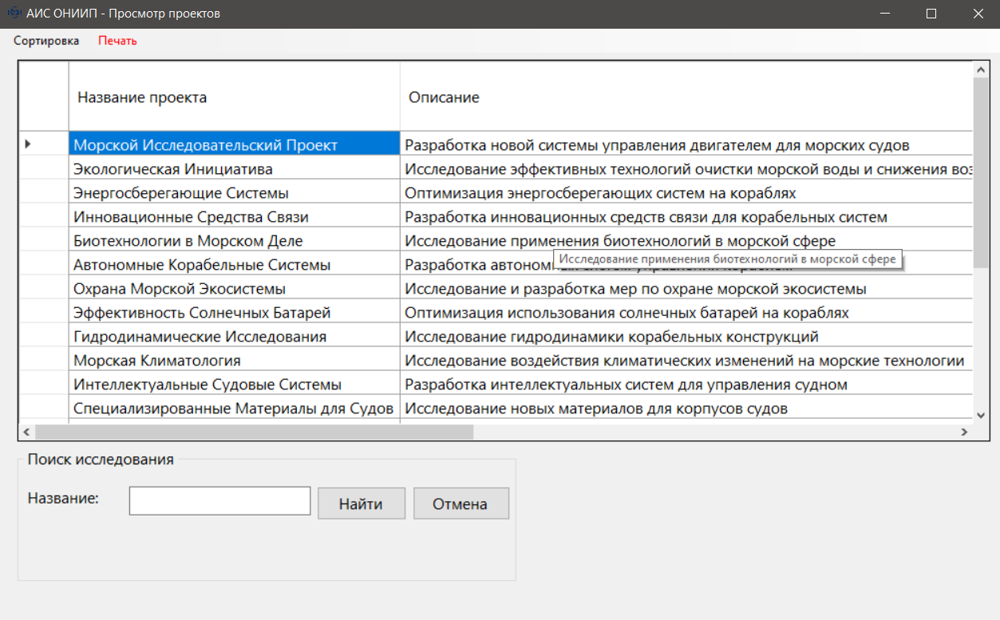 АИС ОНИИП - Просмотр проектов
Сортировка Печать
Название проекта Описание
Морской Исследовательский Проект Разработка новой системы управления двигателем для морских судов
Экологическая Инициатива Исследование эффективных технологий очистки морской воды и снижения
Энергосберегающие Системы Оптимизация энергосберегающих систем на кораблях
Инновационные Средства Связи Разработка инновационных средств связи для корабельных систем
Биотехнологии в Морском Деле Исследование применения биотехнологий в морской сфере
Исследование применения биотехнологий в морской сфере
Автономные Корабельные Системы Разработка
Охрана Морской Экосистемы Исследование и разработка мер по охране морской экосистемы
Эффективность Солнечных Батарей Оптимизация использования солнечных батарей на кораблях
Гидродинамические Исследования Исследование гидродинамики корабельных конструкций
Морская Климатология Исследование воздействия климатических изменений на морские технологии
Интеллектуальные Судовые Системы Разработка интеллектуальных систем для управления судном
Специализированные Материалы для Судов Исследование новых материалов для корпусов судов
Поиск исследования
Название: Найти Отмена